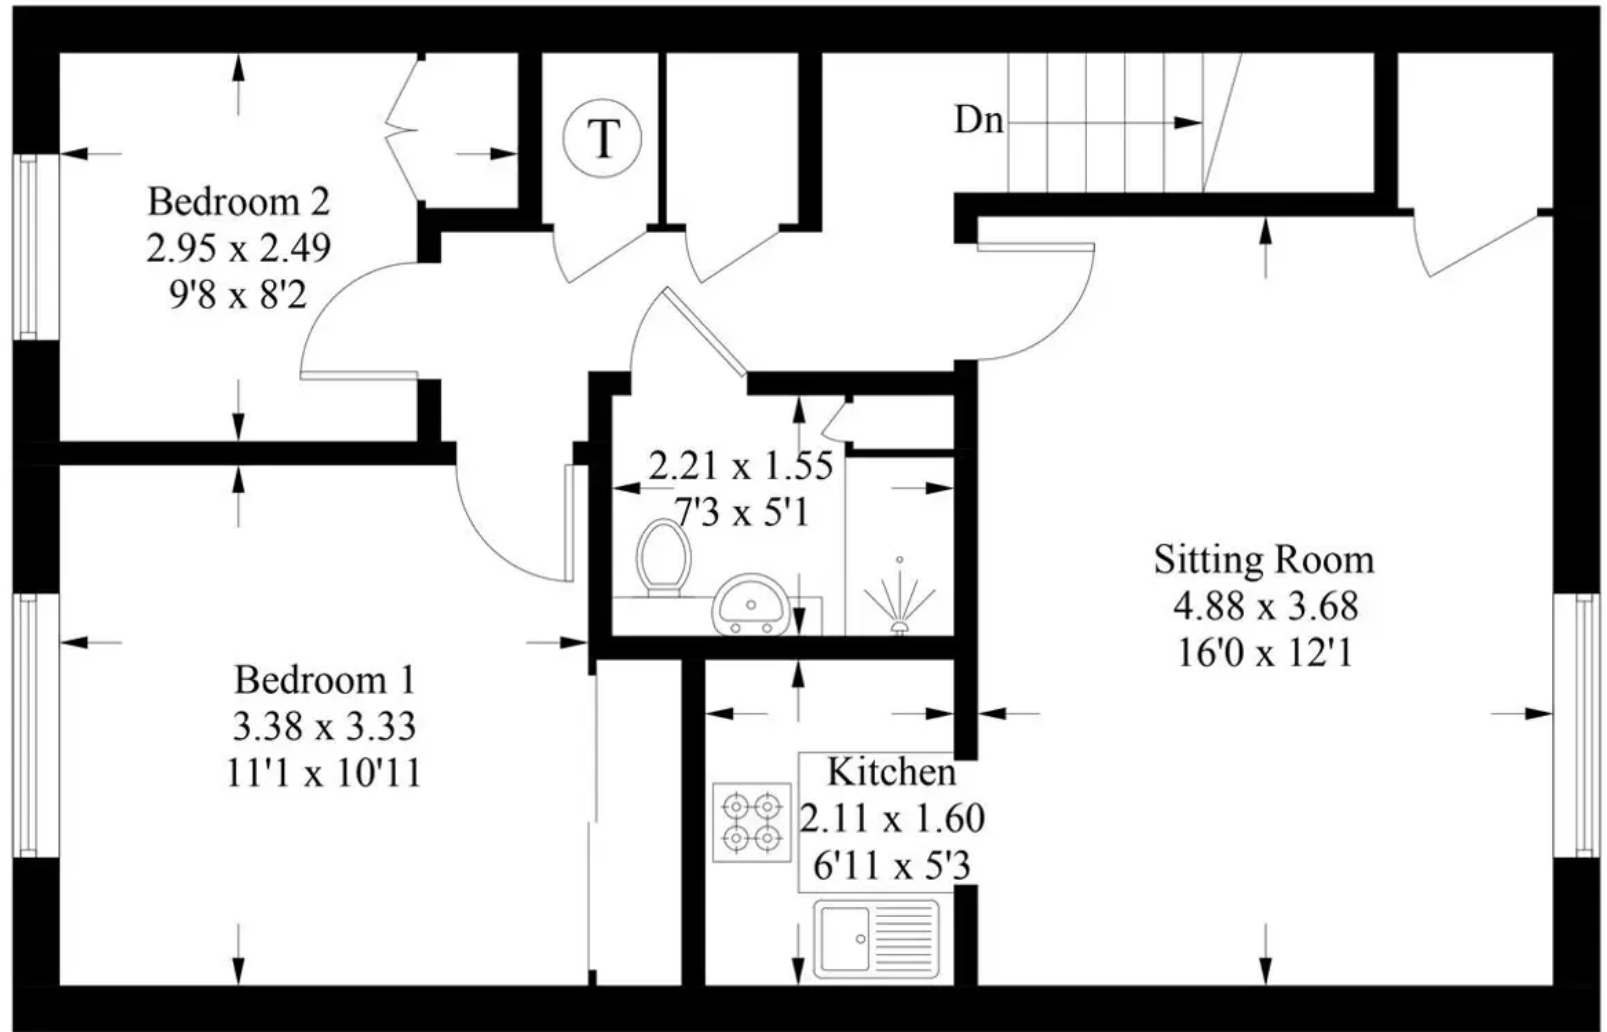 Dn
T
Bedroom 2
2.95 x 2.49
9'8 x 8'2
2.21 x 1.55
7'3 x 5'1
Sitting Room
4.88 x 3.68
16'0 x 12'1
Bedroom 1
3.38 x 3.33
11'1 x 10'11
Kitchen
2.11 x 1.60
6'11 x 5'3